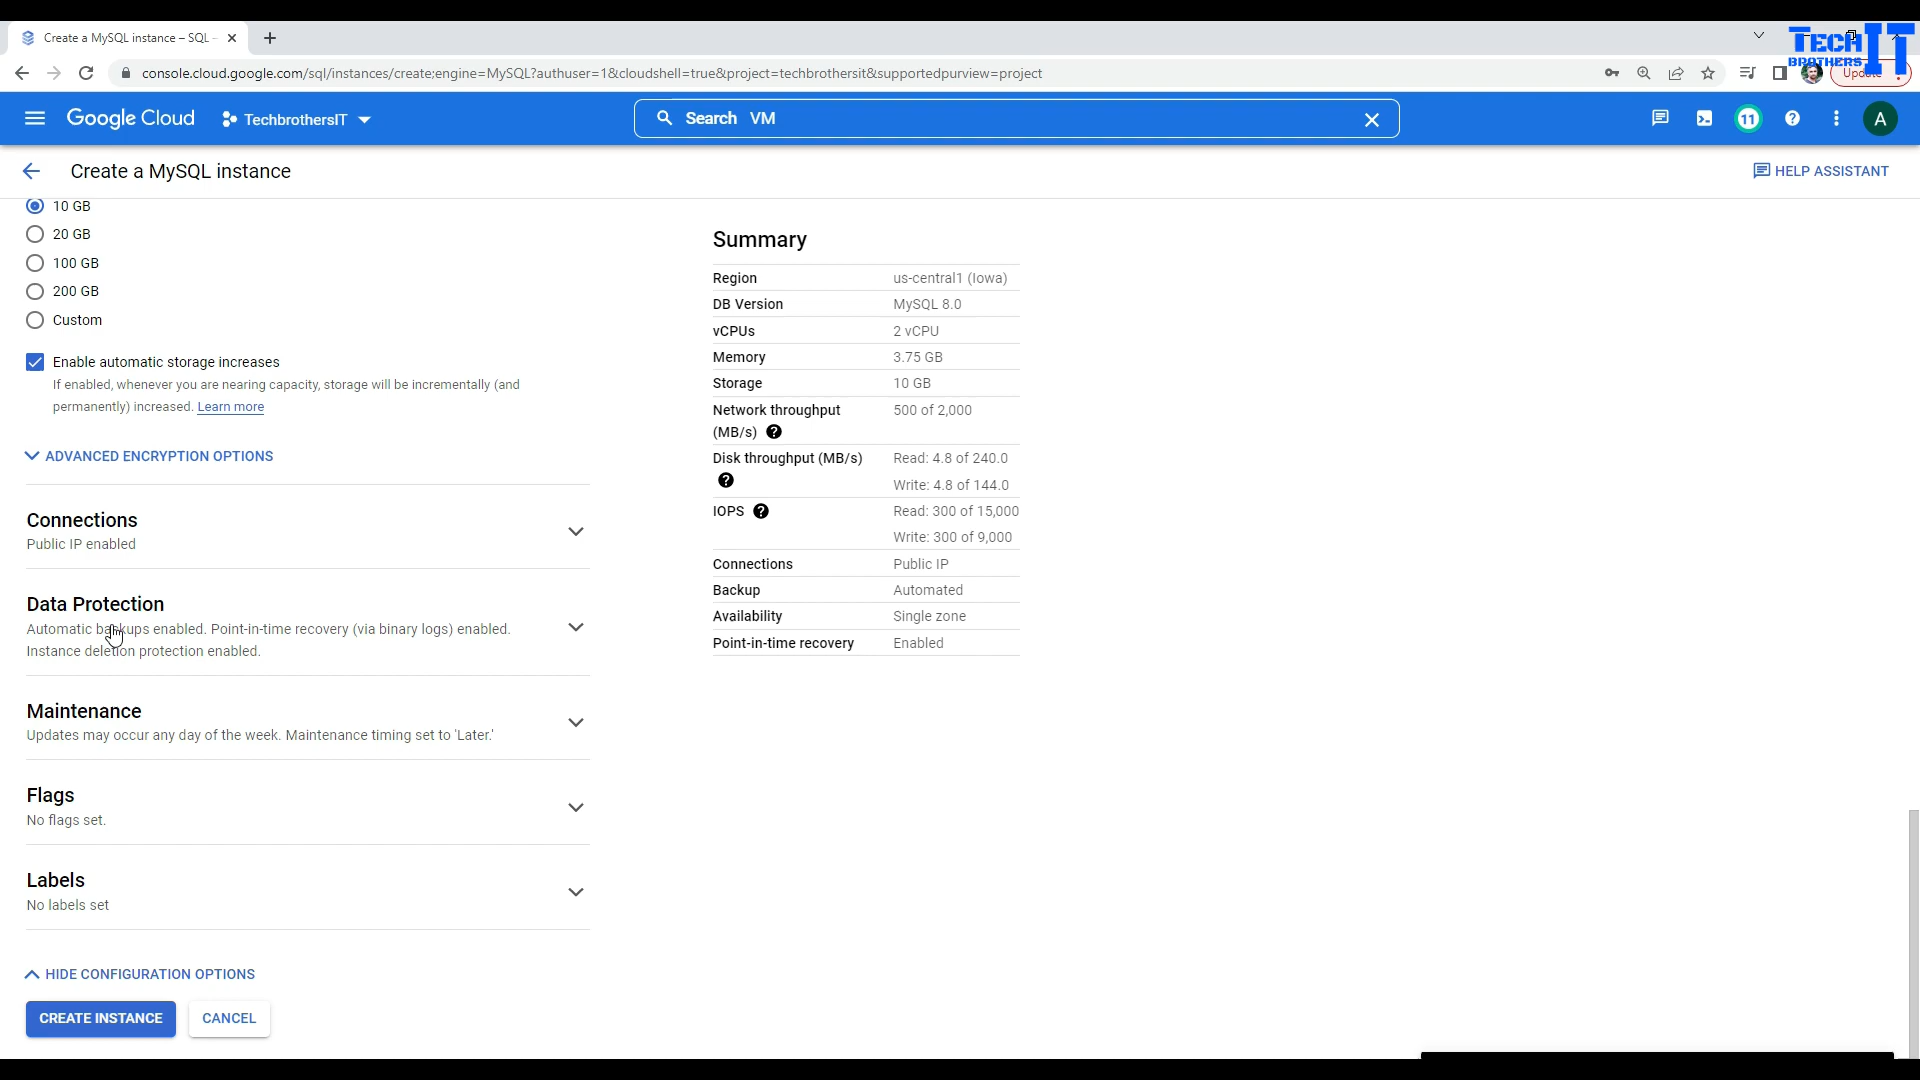 Create a MySQL instance – SQL –
TECH IT
BROTHERS
console.cloud.google.com/sql/instances/create;engine=MySQL?authuser=1&cloudshell=true&project=techbrothersit&supportedpurview=project
Google Cloud
TechbrothersIT
Search VM
11
A
Create a MySQL instance
HELP ASSISTANT
10 GB
20 GB
100 GB
200 GB
Custom
Enable automatic storage increases
If enabled, whenever you are nearing capacity, storage will be incrementally (and
permanently) increased. Learn more
ADVANCED ENCRYPTION OPTIONS
Connections
Public IP enabled
Data Protection
Automatic backups enabled. Point-in-time recovery (via binary logs) enabled.
Instance deletion protection enabled.
Maintenance
Updates may occur any day of the week. Maintenance timing set to 'Later.'
Flags
No flags set.
Labels
No labels set
HIDE CONFIGURATION OPTIONS
CREATE INSTANCE
CANCEL
Summary
Region us-central1 (Iowa)
DB Version MySQL 8.0
vCPUs 2 vCPU
Memory 3.75 GB
Storage 10 GB
Network throughput 500 of 2,000
(MB/s)
Disk throughput (MB/s) Read: 4.8 of 240.0
Write: 4.8 of 144.0
IOPS Read: 300 of 15,000
Write: 300 of 9,000
Connections Public IP
Backup Automated
Availability Single zone
Point-in-time recovery Enabled